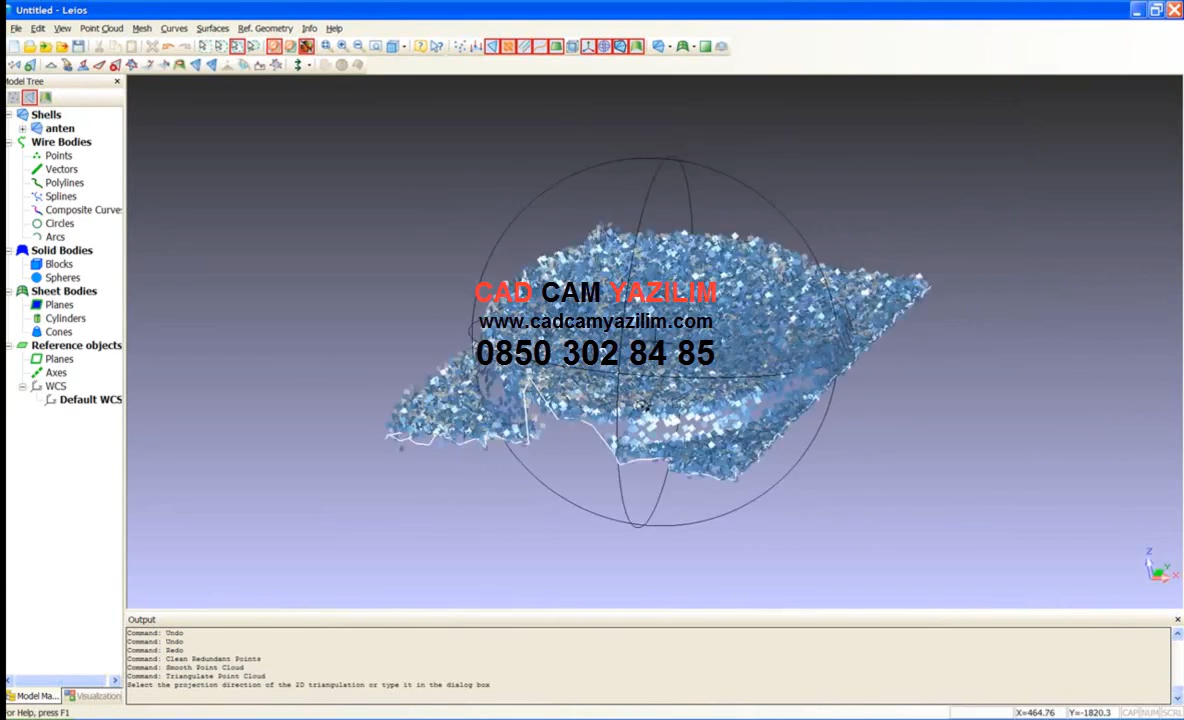 Untitled - Leios
File Edit View Point Cloud Mesh Curves Surfaces Ref. Geometry Info Help
Model Tree
Shells
anten
Wire Bodies
Points
Vectors
Polylines
Splines
Composite Curve
Circles
Arcs
Solid Bodies
Blocks
Spheres
Sheet Bodies
Planes
Cylinders
Cones
Reference objects
Planes
Axes
WCS
Default WCS
CAD CAM YAZILIM
www.cadcamyazilim.com
0850 302 84 85
Z
Y
X
Output
Command: Undo
Command: Undo
Command: Redo
Command: Clean Redundant Points
Command: Smooth Point Cloud
Command: Triangulate Point Cloud
Select the projection direction of the 2D triangulation or type it in the dialog box
Model Ma... Visualization
or Help, press F1
X=464.76 Y=-1820.3 CAP NUM SCRL